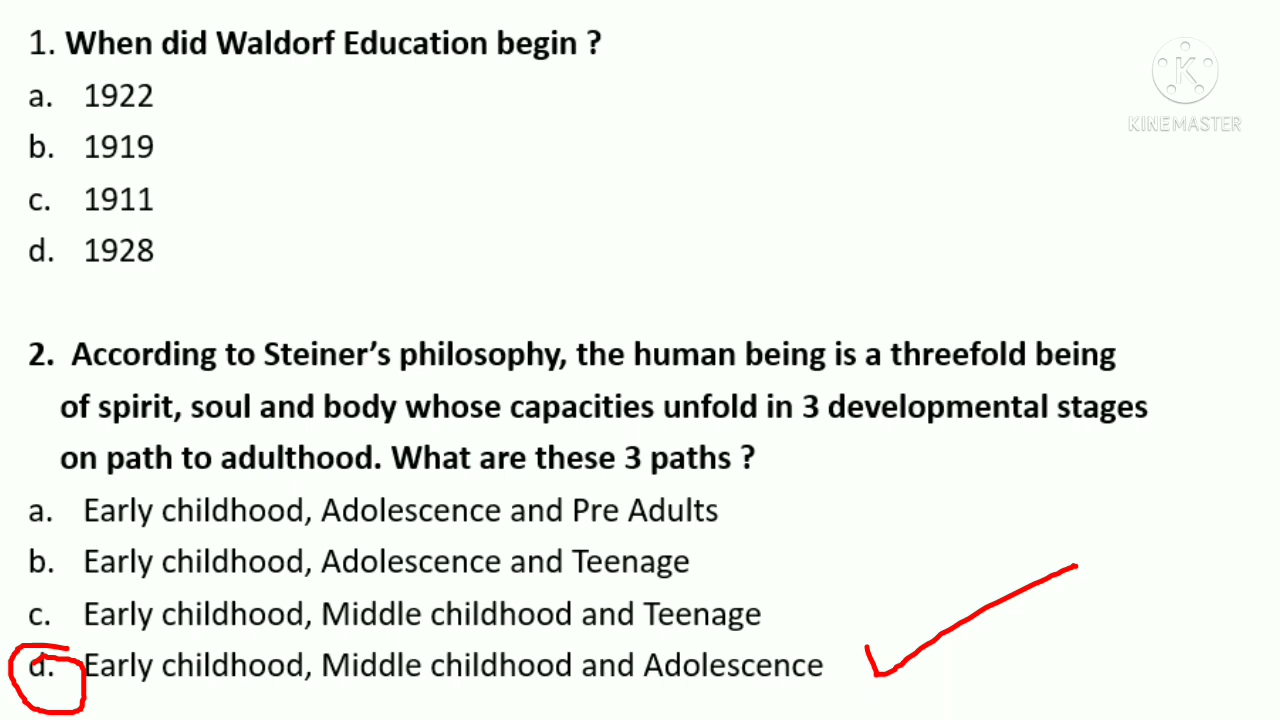 1. When did Waldorf Education begin ?
a. 1922
KINEMASTER
b. 1919
c. 1911
d. 1928
2. According to Steiner's philosophy, the human being is a threefold being
of spirit, soul and body whose capacities unfold in 3 developmental stages
on path to adulthood. What are these 3 paths ?
a. Early childhood, Adolescence and Pre Adults
b. Early childhood, Adolescence and Teenage
c. Early childhood, Middle childhood and Teenage
d. Early childhood, Middle childhood and Adolescence